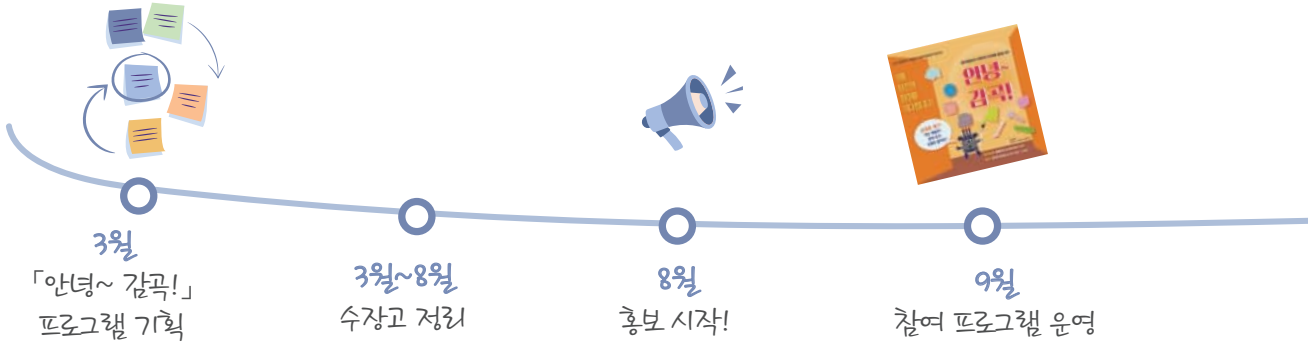 안녕~
감곡!
3월
「안녕~ 감곡!」
프로그램 기획
3월~8월
수장고 정리
8월
홍보 시작!
9월
참여 프로그램 운영